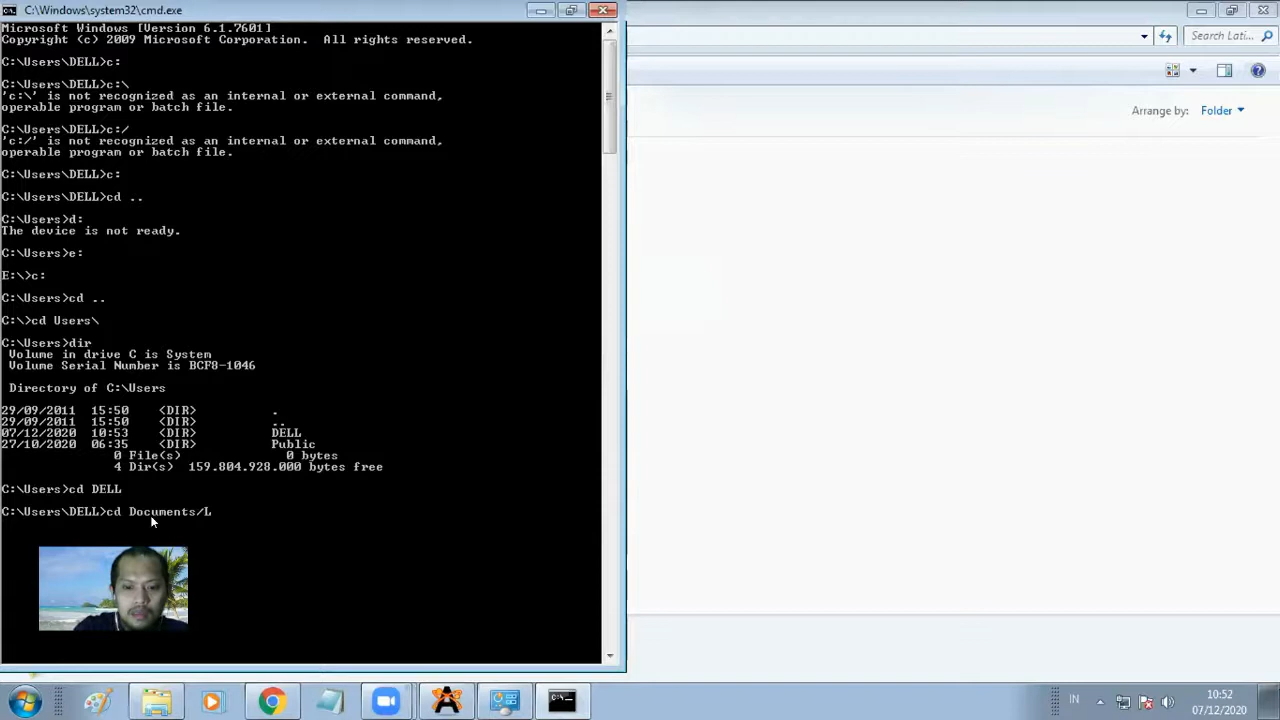 C:\Windows\system32\cmd.exe
Microsoft Windows [Version 6.1.7601]
Copyright (c) 2009 Microsoft Corporation.  All rights reserved.
C:\Users\DELL>c:
C:\Users\DELL>c:\
'c:\' is not recognized as an internal or external command,
operable program or batch file.
C:\Users\DELL>c:/
'c:/' is not recognized as an internal or external command,
operable program or batch file.
C:\Users\DELL>c:
C:\Users\DELL>cd ..
C:\Users>d:
The device is not ready.
C:\Users>e:
E:\>c:
C:\Users>cd ..
C:\>cd Users\
C:\Users>dir
Volume in drive C is System
Volume Serial Number is BCF8-1046
Directory of C:\Users
29/09/2011  15:50    <DIR>          .
29/09/2011  15:50    <DIR>          ..
07/12/2020  10:53    <DIR>          DELL
27/10/2020  06:35    <DIR>          Public
0 File(s)              0 bytes
4 Dir(s)  159.804.928.000 bytes free
C:\Users>cd DELL
C:\Users\DELL>cd Documents/L
Search Lati...
Arrange by: Folder
C:\.
IN
10:52
07/12/2020